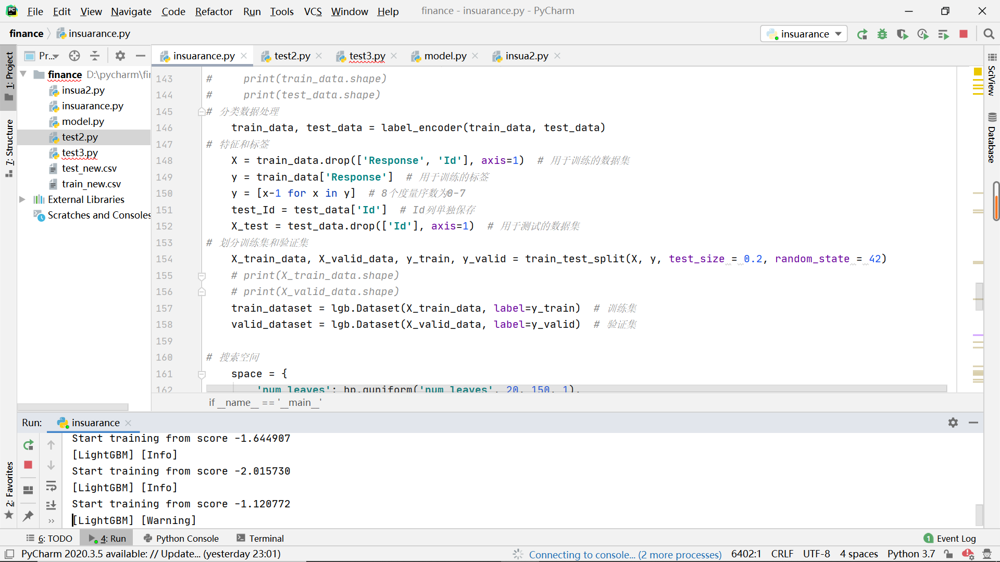 File Edit View Navigate Code Refactor Run Tools VCS Window Help finance - insuarance.py - PyCharm
finance insuarance.py insuarance
1: Project
7: Structure
2: Favorites
Pr...
finance D:\pycharm\fi
insua2.py
insuarance.py
model.py
test2.py
test3.py
test_new.csv
train_new.csv
External Libraries
Scratches and Consoles
insuarance.py test2.py test3.py model.py insua2.py
143 #     print(train_data.shape)
144 #     print(test_data.shape)
145 # 分类数据处理
146     train_data, test_data = label_encoder(train_data, test_data)
147 # 特征和标签
148     X = train_data.drop(['Response', 'Id'], axis=1)  # 用于训练的数据集
149     y = train_data['Response']  # 用于训练的标签
150     y = [x-1 for x in y]  # 8个度量序数为0-7
151     test_Id = test_data['Id']  # Id列单独保存
152     X_test = test_data.drop(['Id'], axis=1)  # 用于测试的数据集
153 # 划分训练集和验证集
154     X_train_data, X_valid_data, y_train, y_valid = train_test_split(X, y, test_size = 0.2, random_state = 42)
155     # print(X_train_data.shape)
156     # print(X_valid_data.shape)
157     train_dataset = lgb.Dataset(X_train_data, label=y_train)  # 训练集
158     valid_dataset = lgb.Dataset(X_valid_data, label=y_valid)  # 验证集
159
160 # 搜索空间
161     space = {
162         'num_leaves': hp.quniform('num_leaves', 20, 150, 1),
if __name__ == '__main__'
SciView
Database
Run: insuarance
Start training from score -1.644907
[LightGBM] [Info]
Start training from score -2.015730
[LightGBM] [Info]
Start training from score -1.120772
[LightGBM] [Warning]
6: TODO 4: Run Python Console Terminal 1 Event Log
PyCharm 2020.3.5 available: // Update... (yesterday 23:01) Connecting to console... (2 more processes) 6402:1 CRLF UTF-8 4 spaces Python 3.7